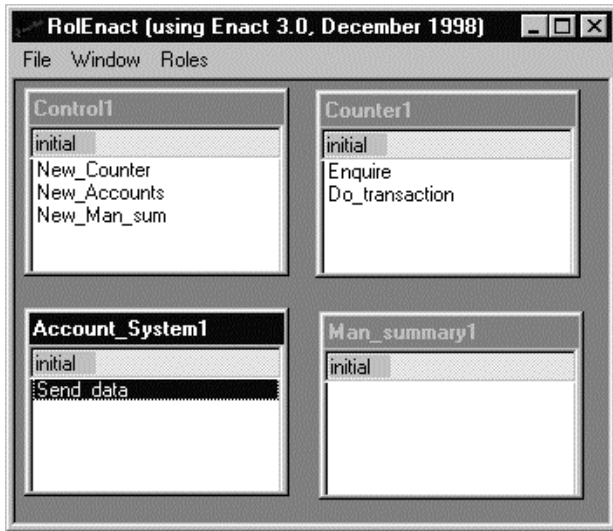 RolEnact (using Enact 3.0, December 1998)
File Window Roles
Control1
initial
New_Counter
New_Accounts
New_Man_sum
Counter1
initial
Enquire
Do_transaction
Account_System1
initial
Send_data
Man_summary1
initial